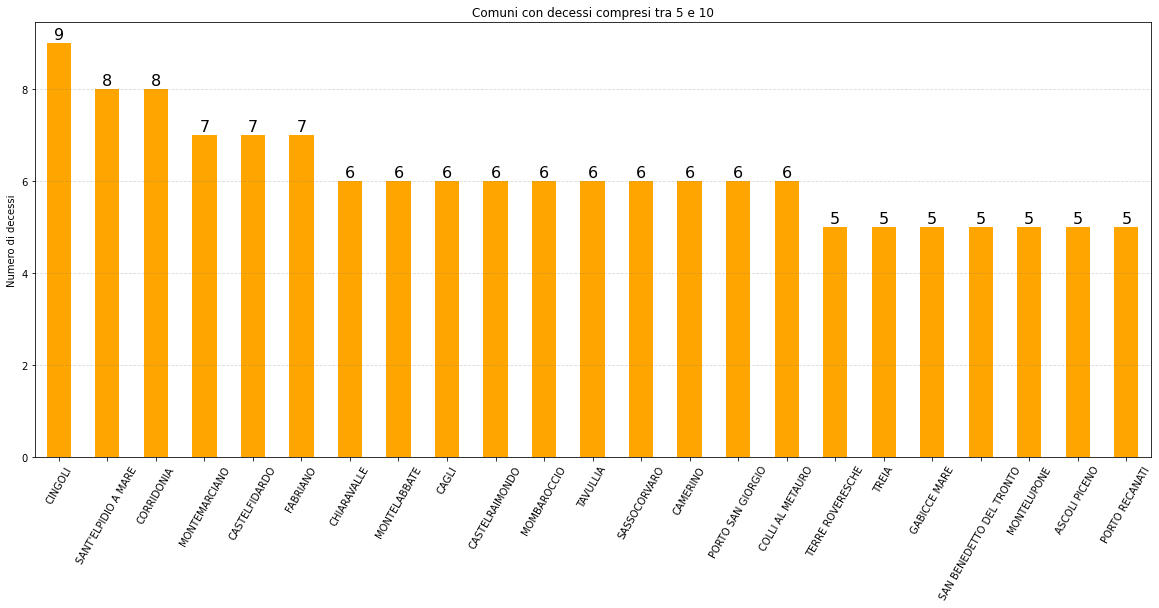 Comuni con decessi compresi tra 5 e 10
Numero di decessi
8
6
4
2
0
9
8
8
7
7
7
6
6
6
6
6
6
6
6
6
6
5
5
5
5
5
5
5
CINGOLI
SANT'ELPIDIO A MARE
CORRIDONIA
MONTEMARCIANO
CASTELFIDARDO
FABRIANO
CHIARAVALLE
MONTELABBATE
CAGLI
CASTELRAIMONDO
MOMBAROCCIO
TAVULLIA
SASSOCORVARO
CAMERINO
PORTO SAN GIORGIO
COLLI AL METAURO
TERRE ROVERESCHE
TREIA
GABICCE MARE
SAN BENEDETTO DEL TRONTO
MONTELUPONE
ASCOLI PICENO
PORTO RECANATI